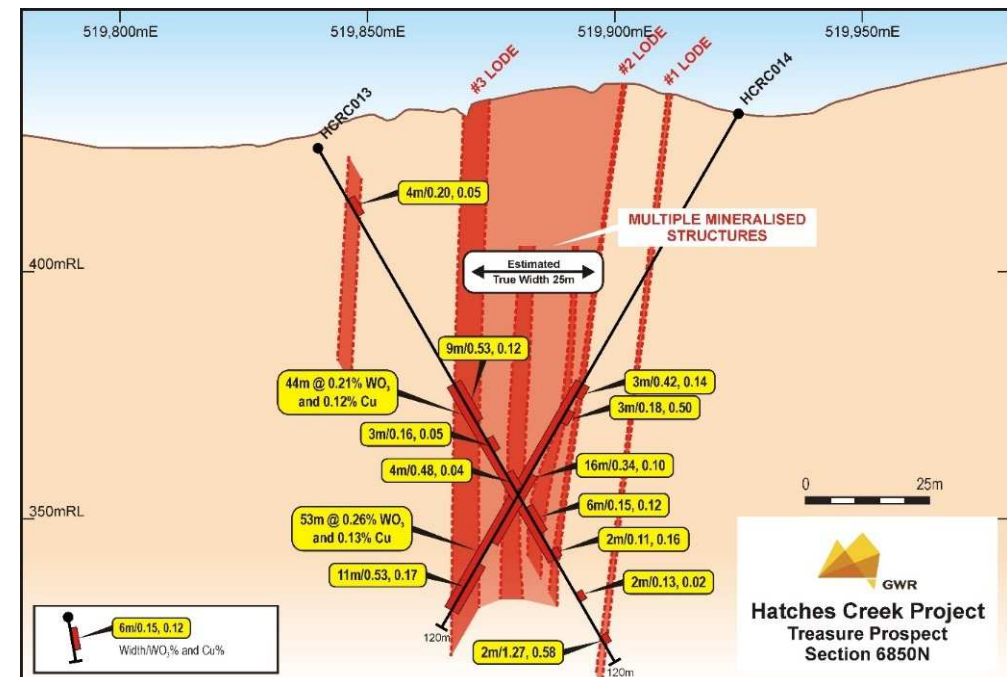 519,800mE
519,850mE
519,900mE
519,950mE
#3 LODE
#2 LODE
#1 LODE
HCRC013
HCRC014
4m/0.20, 0.05
MULTIPLE MINERALISED
STRUCTURES
400mRL
Estimated
True Width 25m
9m/0.53, 0.12
44m @ 0.21% WO₃
and 0.12% Cu
3m/0.42, 0.14
3m/0.18, 0.50
3m/0.16, 0.05
4m/0.48, 0.04
16m/0.34, 0.10
6m/0.15, 0.12
0
25m
350mRL
53m @ 0.26% WO₃
and 0.13% Cu
2m/0.11, 0.16
11m/0.53, 0.17
2m/0.13, 0.02
120m
2m/1.27, 0.58
120m
6m/0.15, 0.12
Width/WO₃% and Cu%
GWR
Hatches Creek Project
Treasure Prospect
Section 6850N